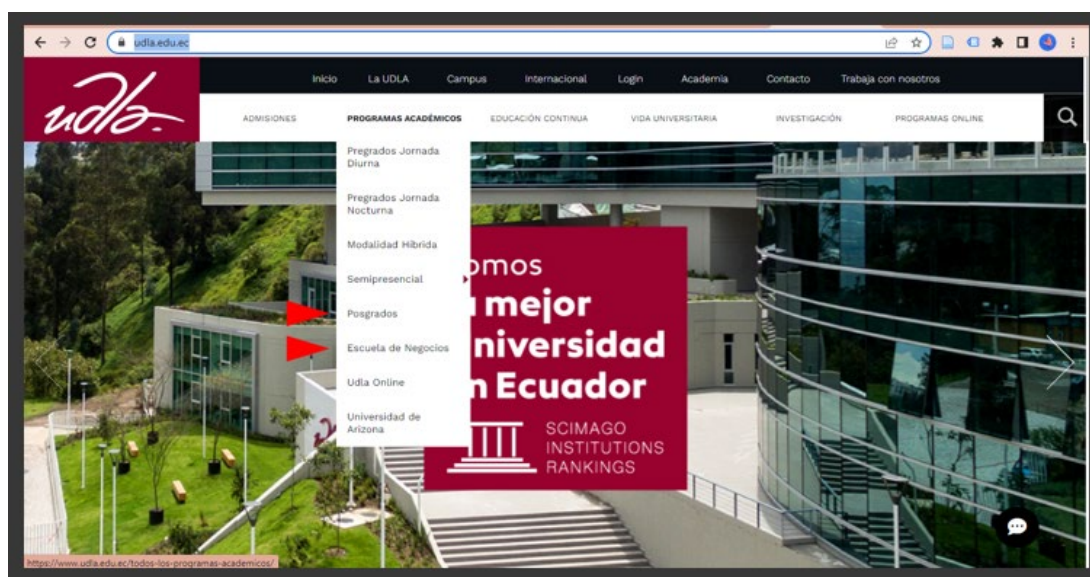 udla.edu.ec
Inicio La UDLA Campus Internacional Login Academia Contacto Trabaja con nosotros
udla-
ADMISIONES PROGRAMAS ACADÉMICOS EDUCACIÓN CONTINUA VIDA UNIVERSITARIA INVESTIGACIÓN PROGRAMAS ONLINE
Pregrados Jornada
Diurna
Pregrados Jornada
Nocturna
Modalidad Híbrida
Semipresencial
Posgrados
Escuela de Negocios
Udla Online
Universidad de
Arizona
omos
mejor
niversidad
n Ecuador
SCIMAGO
INSTITUTIONS
RANKINGS
https://www.udla.edu.ec/todos-los-programas-academicos/